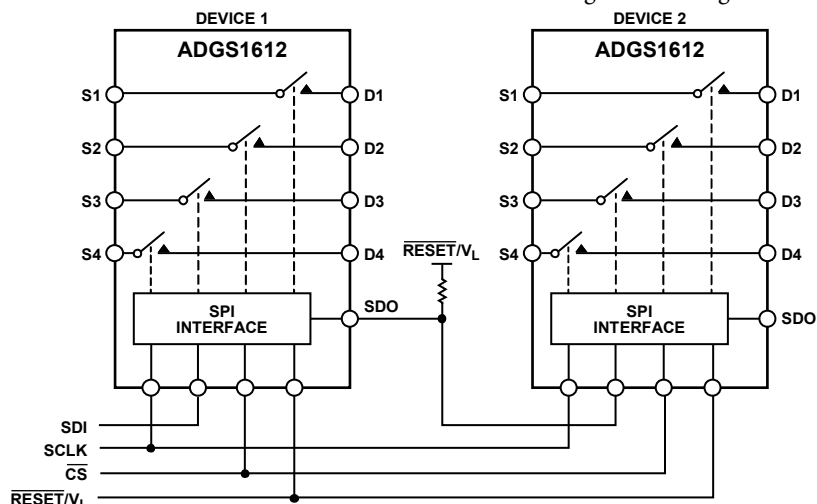 DEVICE 1
ADGS1612
S1
D1
S2
D2
S3
D3
S4
D4
SPI
INTERFACE
SDO
RESET/VL
DEVICE 2
ADGS1612
S1
D1
S2
D2
S3
D3
S4
D4
SPI
INTERFACE
SDO
SDI
SCLK
CS
RESET/VL